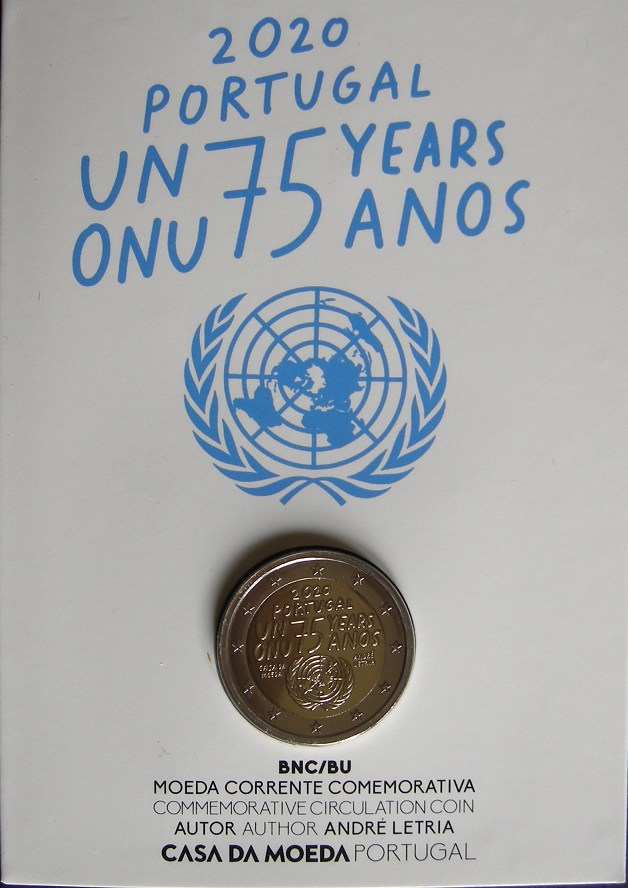 2020
PORTUGAL
UN 75 YEARS
ONU ANOS
2020
PORTUGAL
UN 75 YEARS
ONU ANOS
CASA DA MOEDA
ANDRÉ LETRIA
BNC/BU
MOEDA CORRENTE COMEMORATIVA
COMMEMORATIVE CIRCULATION COIN
AUTOR AUTHOR ANDRÉ LETRIA
CASA DA MOEDA PORTUGAL